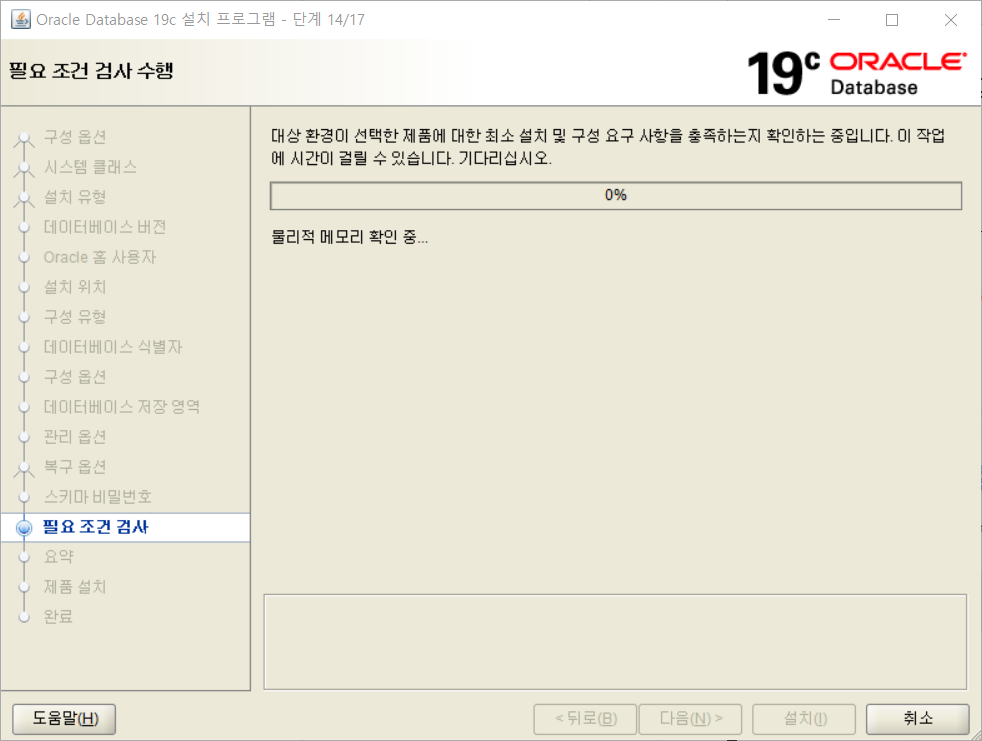 Oracle Database 19c 설치 프로그램 - 단계 14/17
필요 조건 검사 수행
19c ORACLE
Database
구성 옵션
시스템 클래스
설치 유형
데이터베이스 버전
Oracle 홈 사용자
설치 위치
구성 유형
데이터베이스 식별자
구성 옵션
데이터베이스 저장 영역
관리 옵션
복구 옵션
스키마 비밀번호
필요 조건 검사
요약
제품 설치
완료
대상 환경이 선택한 제품에 대한 최소 설치 및 구성 요구 사항을 충족하는지 확인하는 중입니다. 이 작업
에 시간이 걸릴 수 있습니다. 기다리십시오.
0%
물리적 메모리 확인 중...
도움말(H)
< 뒤로(B)
다음(N) >
설치(I)
취소